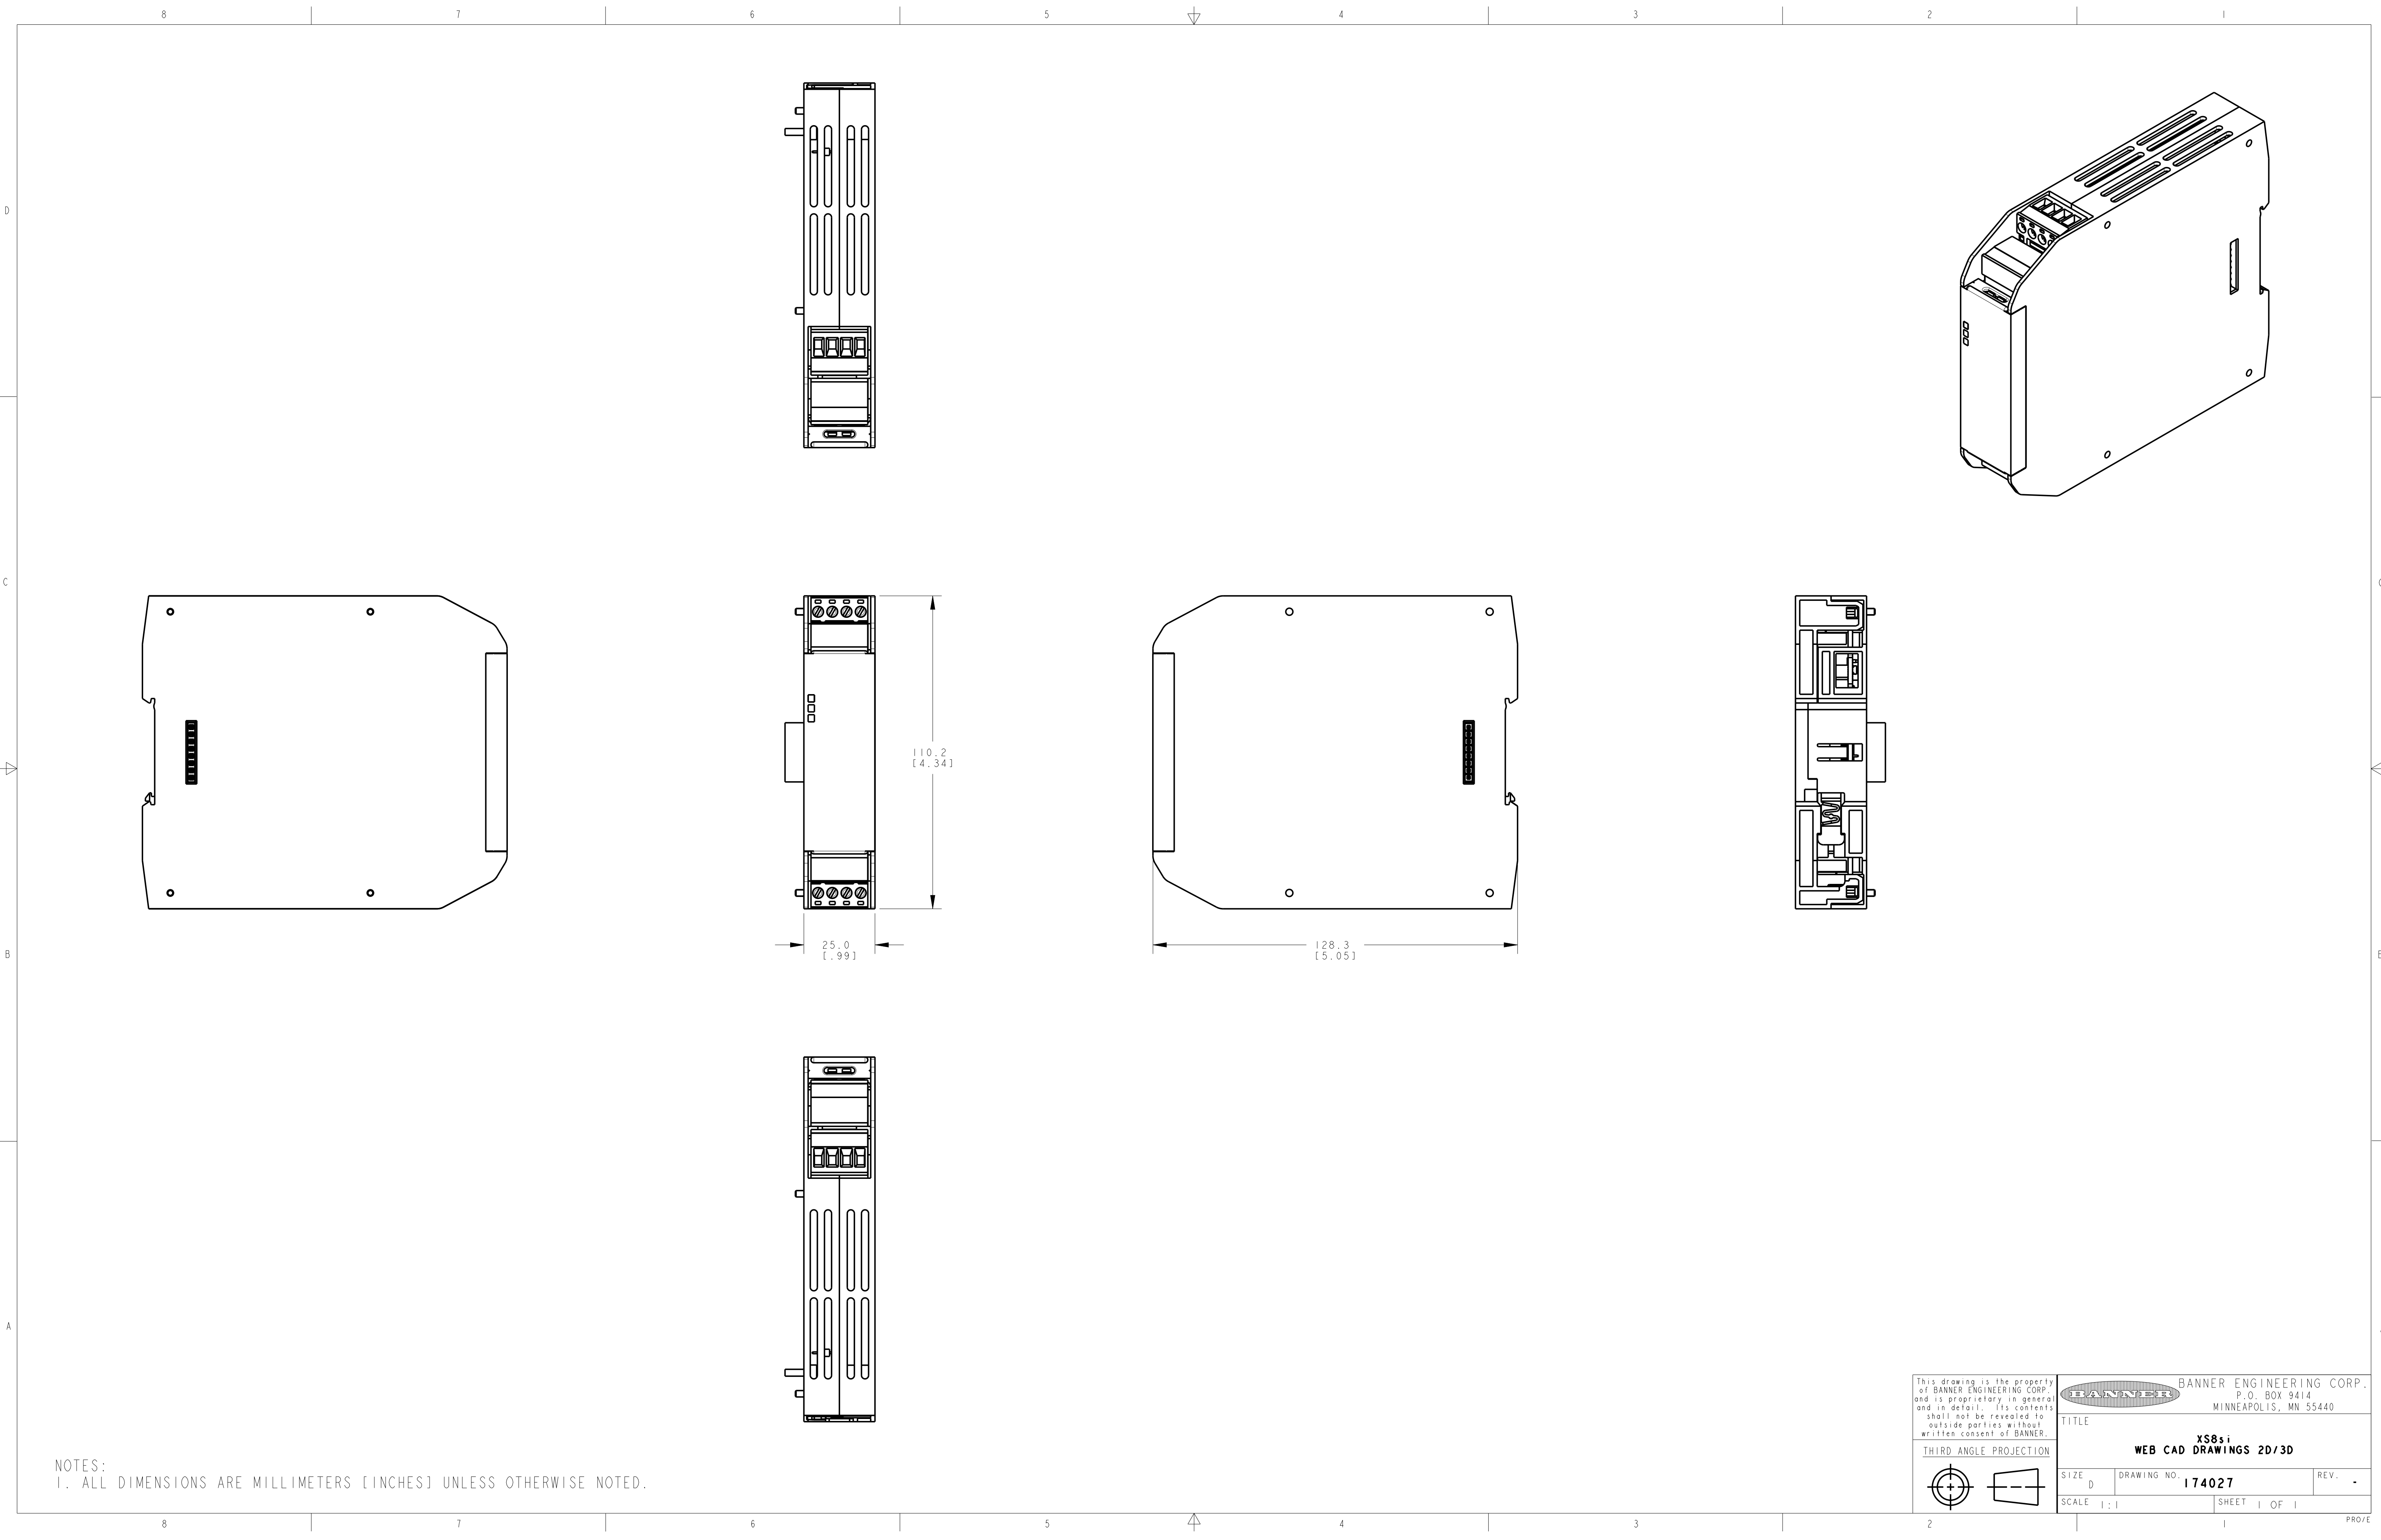 8 7 6 5 4 3 2 1
D
C
B
A
110.2
[4.34]
25.0
[.99]
128.3
[5.05]
NOTES:
1. ALL DIMENSIONS ARE MILLIMETERS [INCHES] UNLESS OTHERWISE NOTED.
This drawing is the property
of BANNER ENGINEERING CORP.
and is proprietary in general
and in detail. Its contents
shall not be revealed to
outside parties without
written consent of BANNER.
THIRD ANGLE PROJECTION
BANNER
BANNER ENGINEERING CORP.
P.O. BOX 9414
MINNEAPOLIS, MN 55440
TITLE
XS8si
WEB CAD DRAWINGS 2D/3D
SIZE D
DRAWING NO. 174027
REV. -
SCALE 1:1
SHEET 1 OF 1
8 7 6 5 4 3 2 1
PRO/E